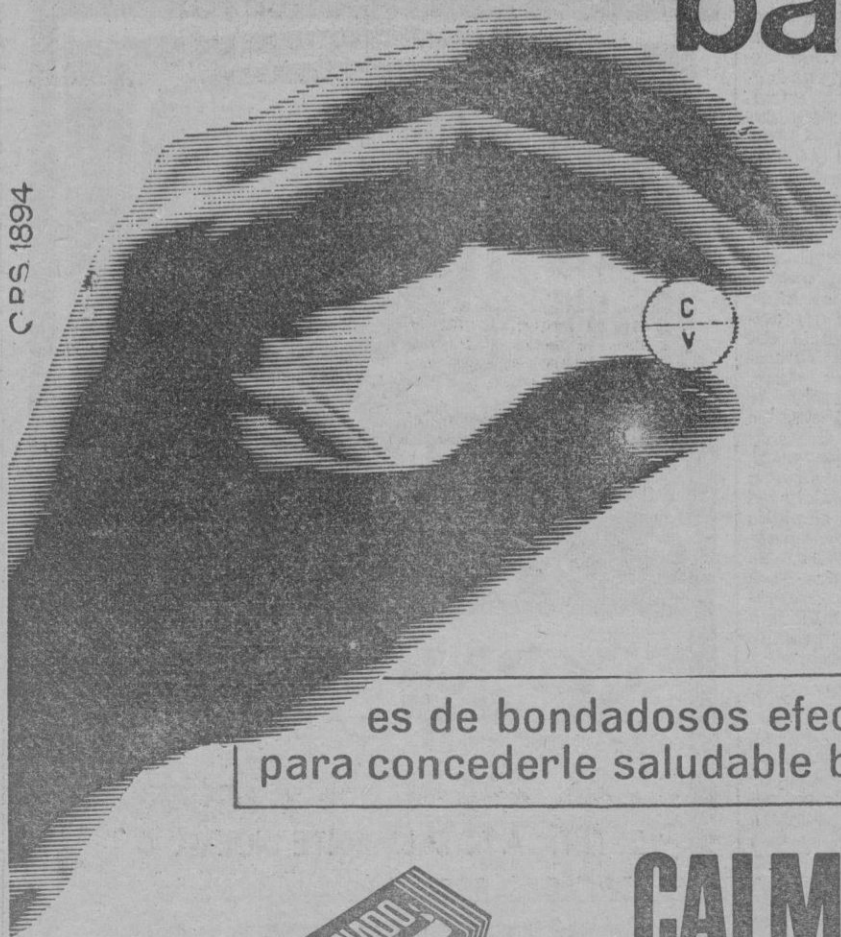 ba
C.P.S. 1894
C
V
es de bondadosos efec
para concederle saludable b
CALM